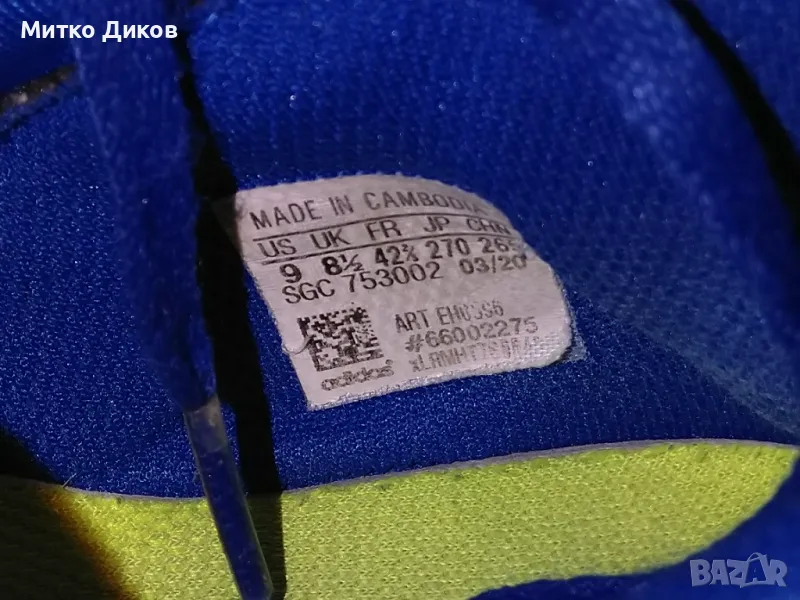 Митко Диков
MADE IN CAMBODIA
US UK FR JP CHN
9 8½ 42⅔ 270 265
SGC 753002 03/20
ART
#66002275
adidas
BAZAR